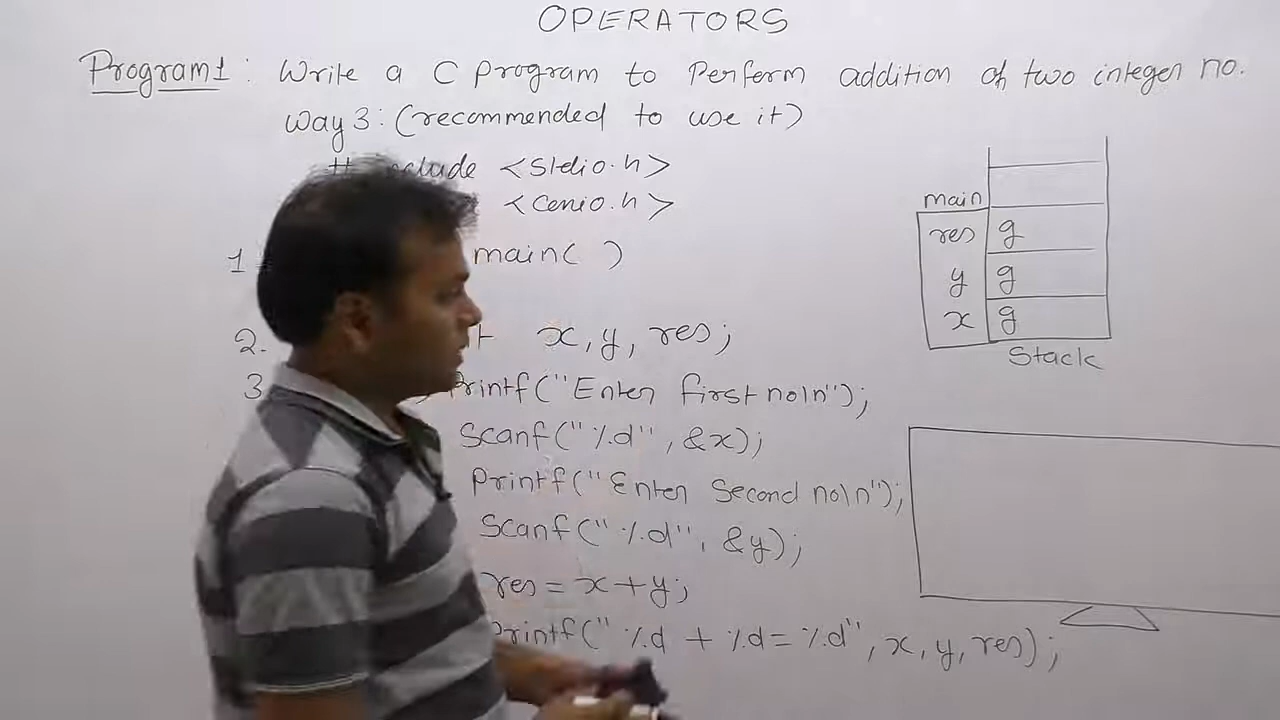 OPERATORS
Program1 : Write a C program to Perform addition of two integer no.
Way 3: (recommended to use it)
include <stdio.h>
<conio.h>
1 main( )
2. x, y, res;
3 Printf("Enter first no\n");
Scanf("%d", &x);
Printf("Enter Second no\n");
Scanf("%d", &y);
res = x + y;
Printf(" %d + %d = %d", x, y, res);
main
res g
y g
x g
Stack